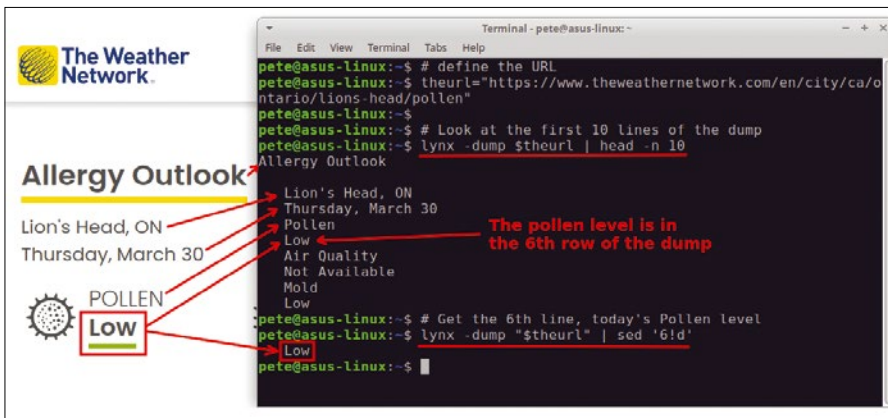 The Weather
Network
Allergy Outlook
Lion's Head, ON
Thursday, March 30
POLLEN
Low
Terminal - pete@asus-linux: ~
File Edit View Terminal Tabs Help
pete@asus-linux:~$ # define the URL
pete@asus-linux:~$ theurl="https://www.theweathernetwork.com/en/city/ca/o
ntario/lions-head/pollen"
pete@asus-linux:~$
pete@asus-linux:~$ # Look at the first 10 lines of the dump
pete@asus-linux:~$ lynx -dump $theurl | head -n 10
Allergy Outlook
Lion's Head, ON
Thursday, March 30
Pollen
Low
Air Quality
Not Available
Mold
Low
The pollen level is in
the 6th row of the dump
pete@asus-linux:~$ # Get the 6th line, today's Pollen level
pete@asus-linux:~$ lynx -dump "$theurl" | sed '6!d'
Low
pete@asus-linux:~$